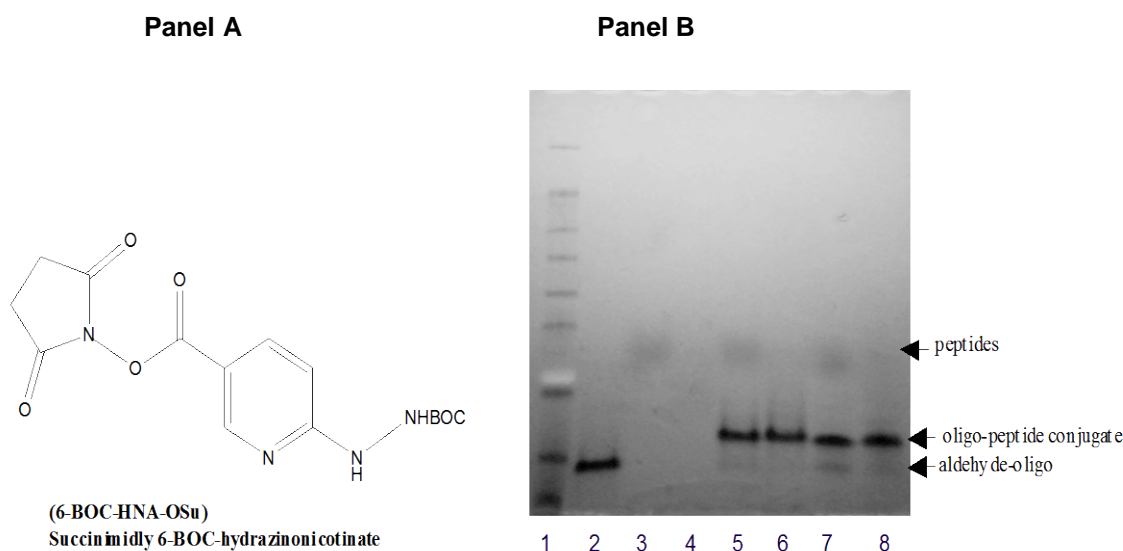 Panel A
Panel B
O
O
N
O
O
N
N
H
NHBOC
(6-BOC-HNA-OSu)
Succinimidly 6-BOC-hydrazinonicotinate
peptides
oligo-peptide conjugate
aldehyde-oligo
1 2 3 4 5 6 7 8